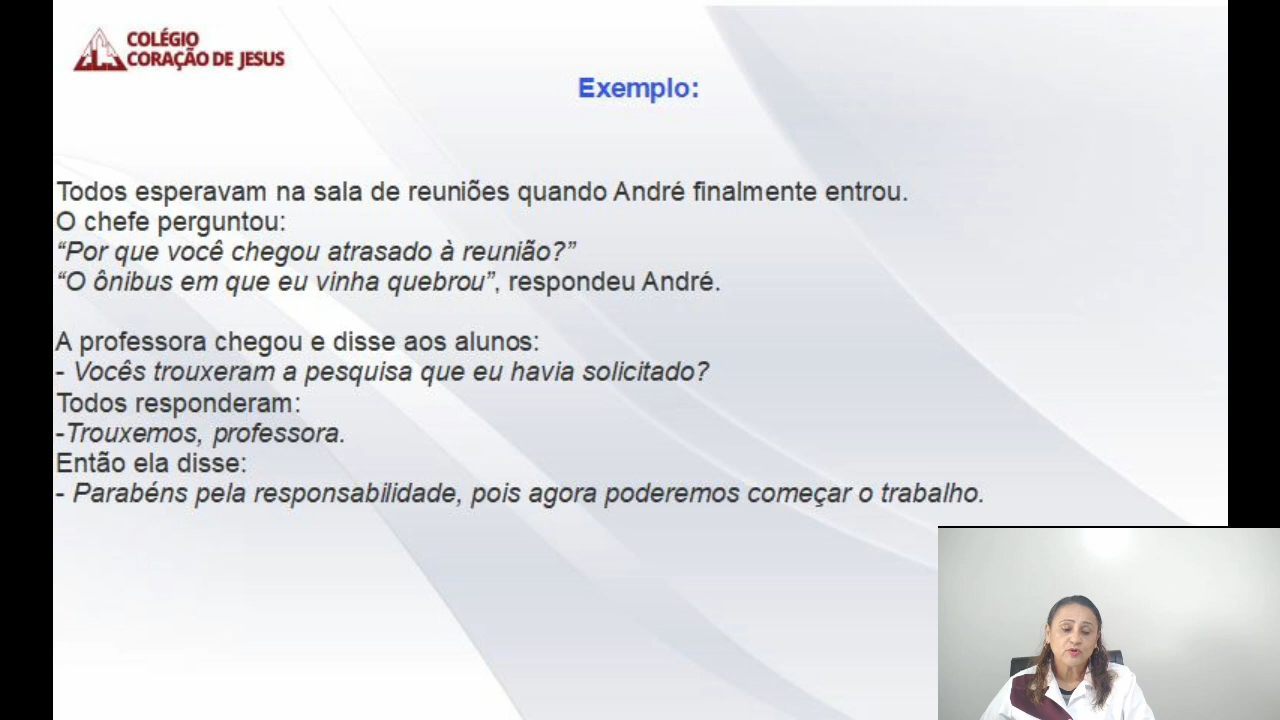 COLÉGIO
CORAÇÃO DE JESUS
Exemplo:
Todos esperavam na sala de reuniões quando André finalmente entrou.
O chefe perguntou:
“Por que você chegou atrasado à reunião?”
“O ônibus em que eu vinha quebrou”, respondeu André.
A professora chegou e disse aos alunos:
- Vocês trouxeram a pesquisa que eu havia solicitado?
Todos responderam:
-Trouxemos, professora.
Então ela disse:
- Parabéns pela responsabilidade, pois agora poderemos começar o trabalho.